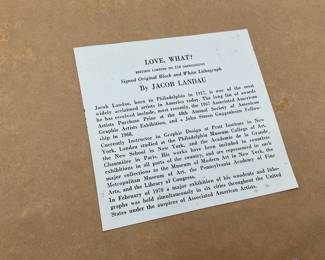 LOVE, WHAT?
EDITION LIMITED TO 250 IMPRESSIONS
Signed Original Black and White Lithograph
By JACOB LANDAU
Jacob Landau, born in Philadelphia in 1917, is one of the most
widely acclaimed artists in America today. The long list of awards
he has received include, most recently, the 1967 Associated American
Artists Purchase Prize at the 48th Annual Society of American
Graphic Artists Exhibition, and a John Simon Guggenheim Fellow-
ship in 1968.
Currently Instructor in Graphic Design at Pratt Institute in New
York, Landau studied at the Philadelphia Museum College of Art,
the New School in New York, and the Academie de la Grande
Chaumière in Paris. His works have been included in countless
exhibitions in all parts of the country, and are represented in such
major collections as the Museum of Modern Art in New York, the
Metropolitan Museum of Art, the Pennsylvania Academy of Fine
Arts, and the Library of Congress.
In February of 1970 a major exhibition of his woodcuts and litho-
graphs was held simultaneously in six cities throughout the United
States under the auspices of Associated American Artists.